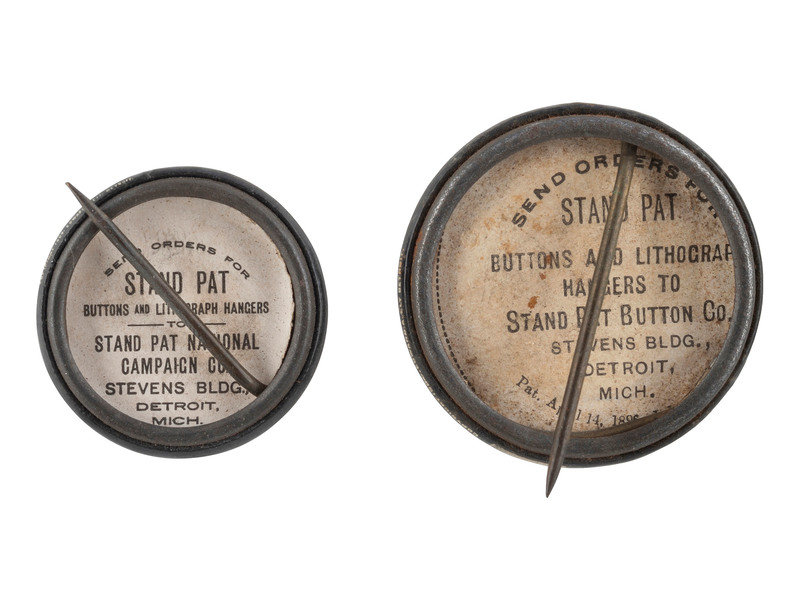 SEND ORDERS FOR
STAND PAT
BUTTONS AND LITHOGRAPH HANGERS
TO
STAND PAT NATIONAL
CAMPAIGN CO.
STEVENS BLDG.,
DETROIT,
MICH.
SEND ORDERS FOR
STAND PAT
BUTTONS AND LITHOGRAP
HANGERS TO
STAND PAT BUTTON CO.
STEVENS BLDG.,
DETROIT,
MICH.
Pat. April 14, 1896